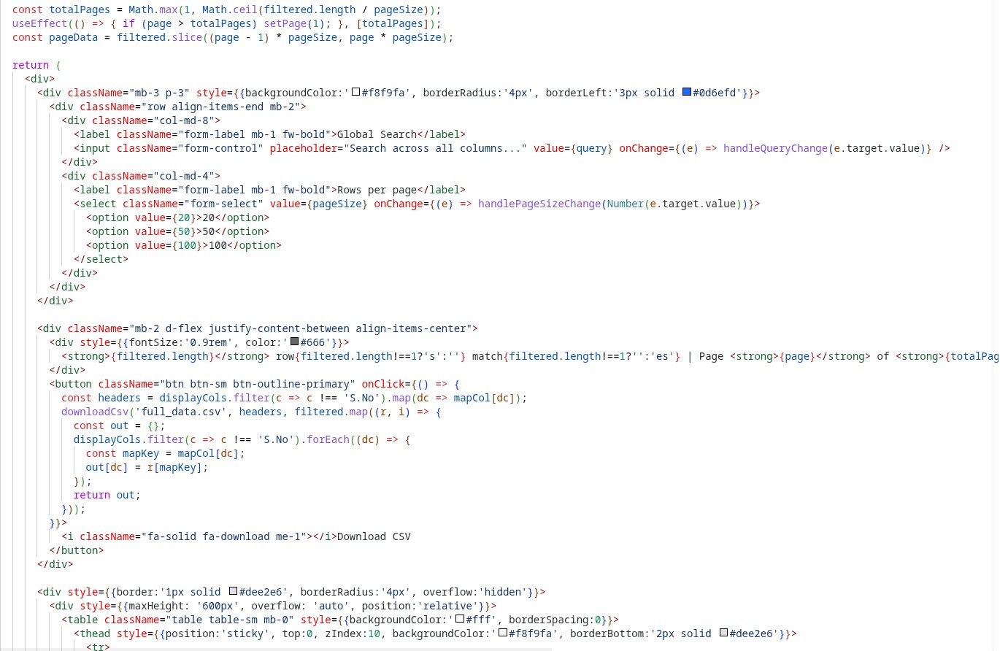 const totalPages = Math.max(1, Math.ceil(filtered.length / pageSize));
useEffect(() => { if (page > totalPages) setPage(1); }, [totalPages]);
const pageData = filtered.slice((page - 1) * pageSize, page * pageSize);

return (
  <div>
    <div className="mb-3 p-3" style={{backgroundColor:'#f8f9fa', borderRadius:'4px', borderLeft:'3px solid #0d6efd'}}>
      <div className="row align-items-end mb-2">
        <div className="col-md-8">
          <label className="form-label mb-1 fw-bold">Global Search</label>
          <input className="form-control" placeholder="Search across all columns..." value={query} onChange={(e) => handleQueryChange(e.target.value)} />
        </div>
        <div className="col-md-4">
          <label className="form-label mb-1 fw-bold">Rows per page</label>
          <select className="form-select" value={pageSize} onChange={(e) => handlePageSizeChange(Number(e.target.value))}>
            <option value={20}>20</option>
            <option value={50}>50</option>
            <option value={100}>100</option>
          </select>
        </div>
      </div>
    </div>

    <div className="mb-2 d-flex justify-content-between align-items-center">
      <div style={{fontSize:'0.9rem', color:'#666'}}>
        <strong>{filtered.length}</strong> row{filtered.length!==1?'s':''} match{filtered.length!==1?'':'es'} | Page <strong>{page}</strong> of <strong>{totalPag
      </div>
      <button className="btn btn-sm btn-outline-primary" onClick={() => {
        const headers = displayCols.filter(c => c !== 'S.No').map(dc => mapCol[dc]);
        downloadCsv('full_data.csv', headers, filtered.map((r, i) => {
          const out = {};
          displayCols.filter(c => c !== 'S.No').forEach((dc) => {
            const mapKey = mapCol[dc];
            out[dc] = r[mapKey];
          });
          return out;
        }));
      }}>
        <i className="fa-solid fa-download me-1"></i>Download CSV
      </button>
    </div>

    <div style={{border:'1px solid #dee2e6', borderRadius:'4px', overflow:'hidden'}}>
      <div style={{maxHeight: '600px', overflow: 'auto', position:'relative'}}>
        <table className="table table-sm mb-0" style={{backgroundColor:'#fff', borderSpacing:0}}>
          <thead style={{position:'sticky', top:0, zIndex:10, backgroundColor:'#f8f9fa', borderBottom:'2px solid #dee2e6'}}>
            <tr>